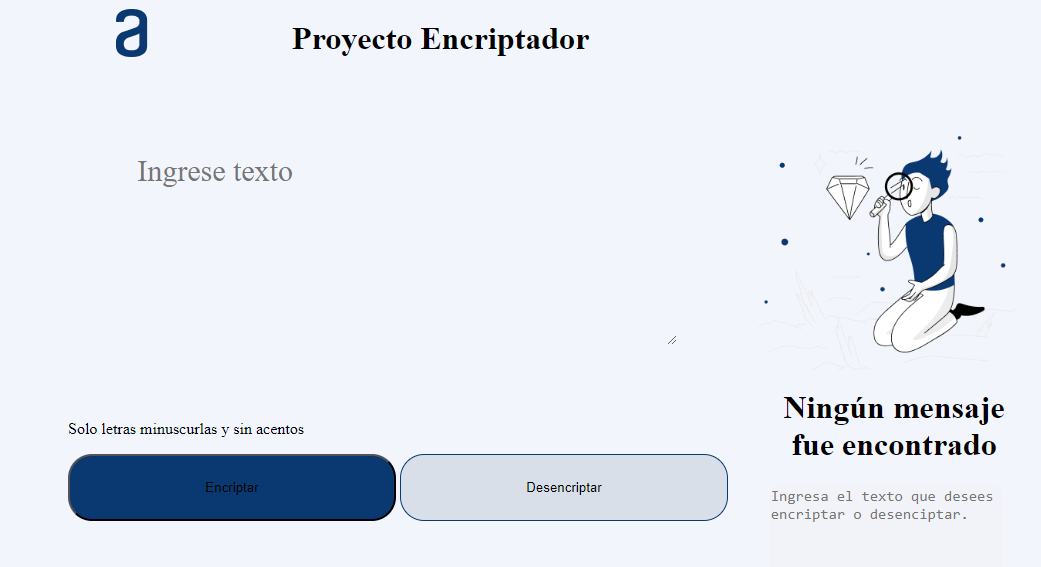 a
Proyecto Encriptador
Ingrese texto
Solo letras minuscurlas y sin acentos
Encriptar
Desencriptar
Ningún mensaje
fue encontrado
Ingresa el texto que desees
encriptar o desenciptar.